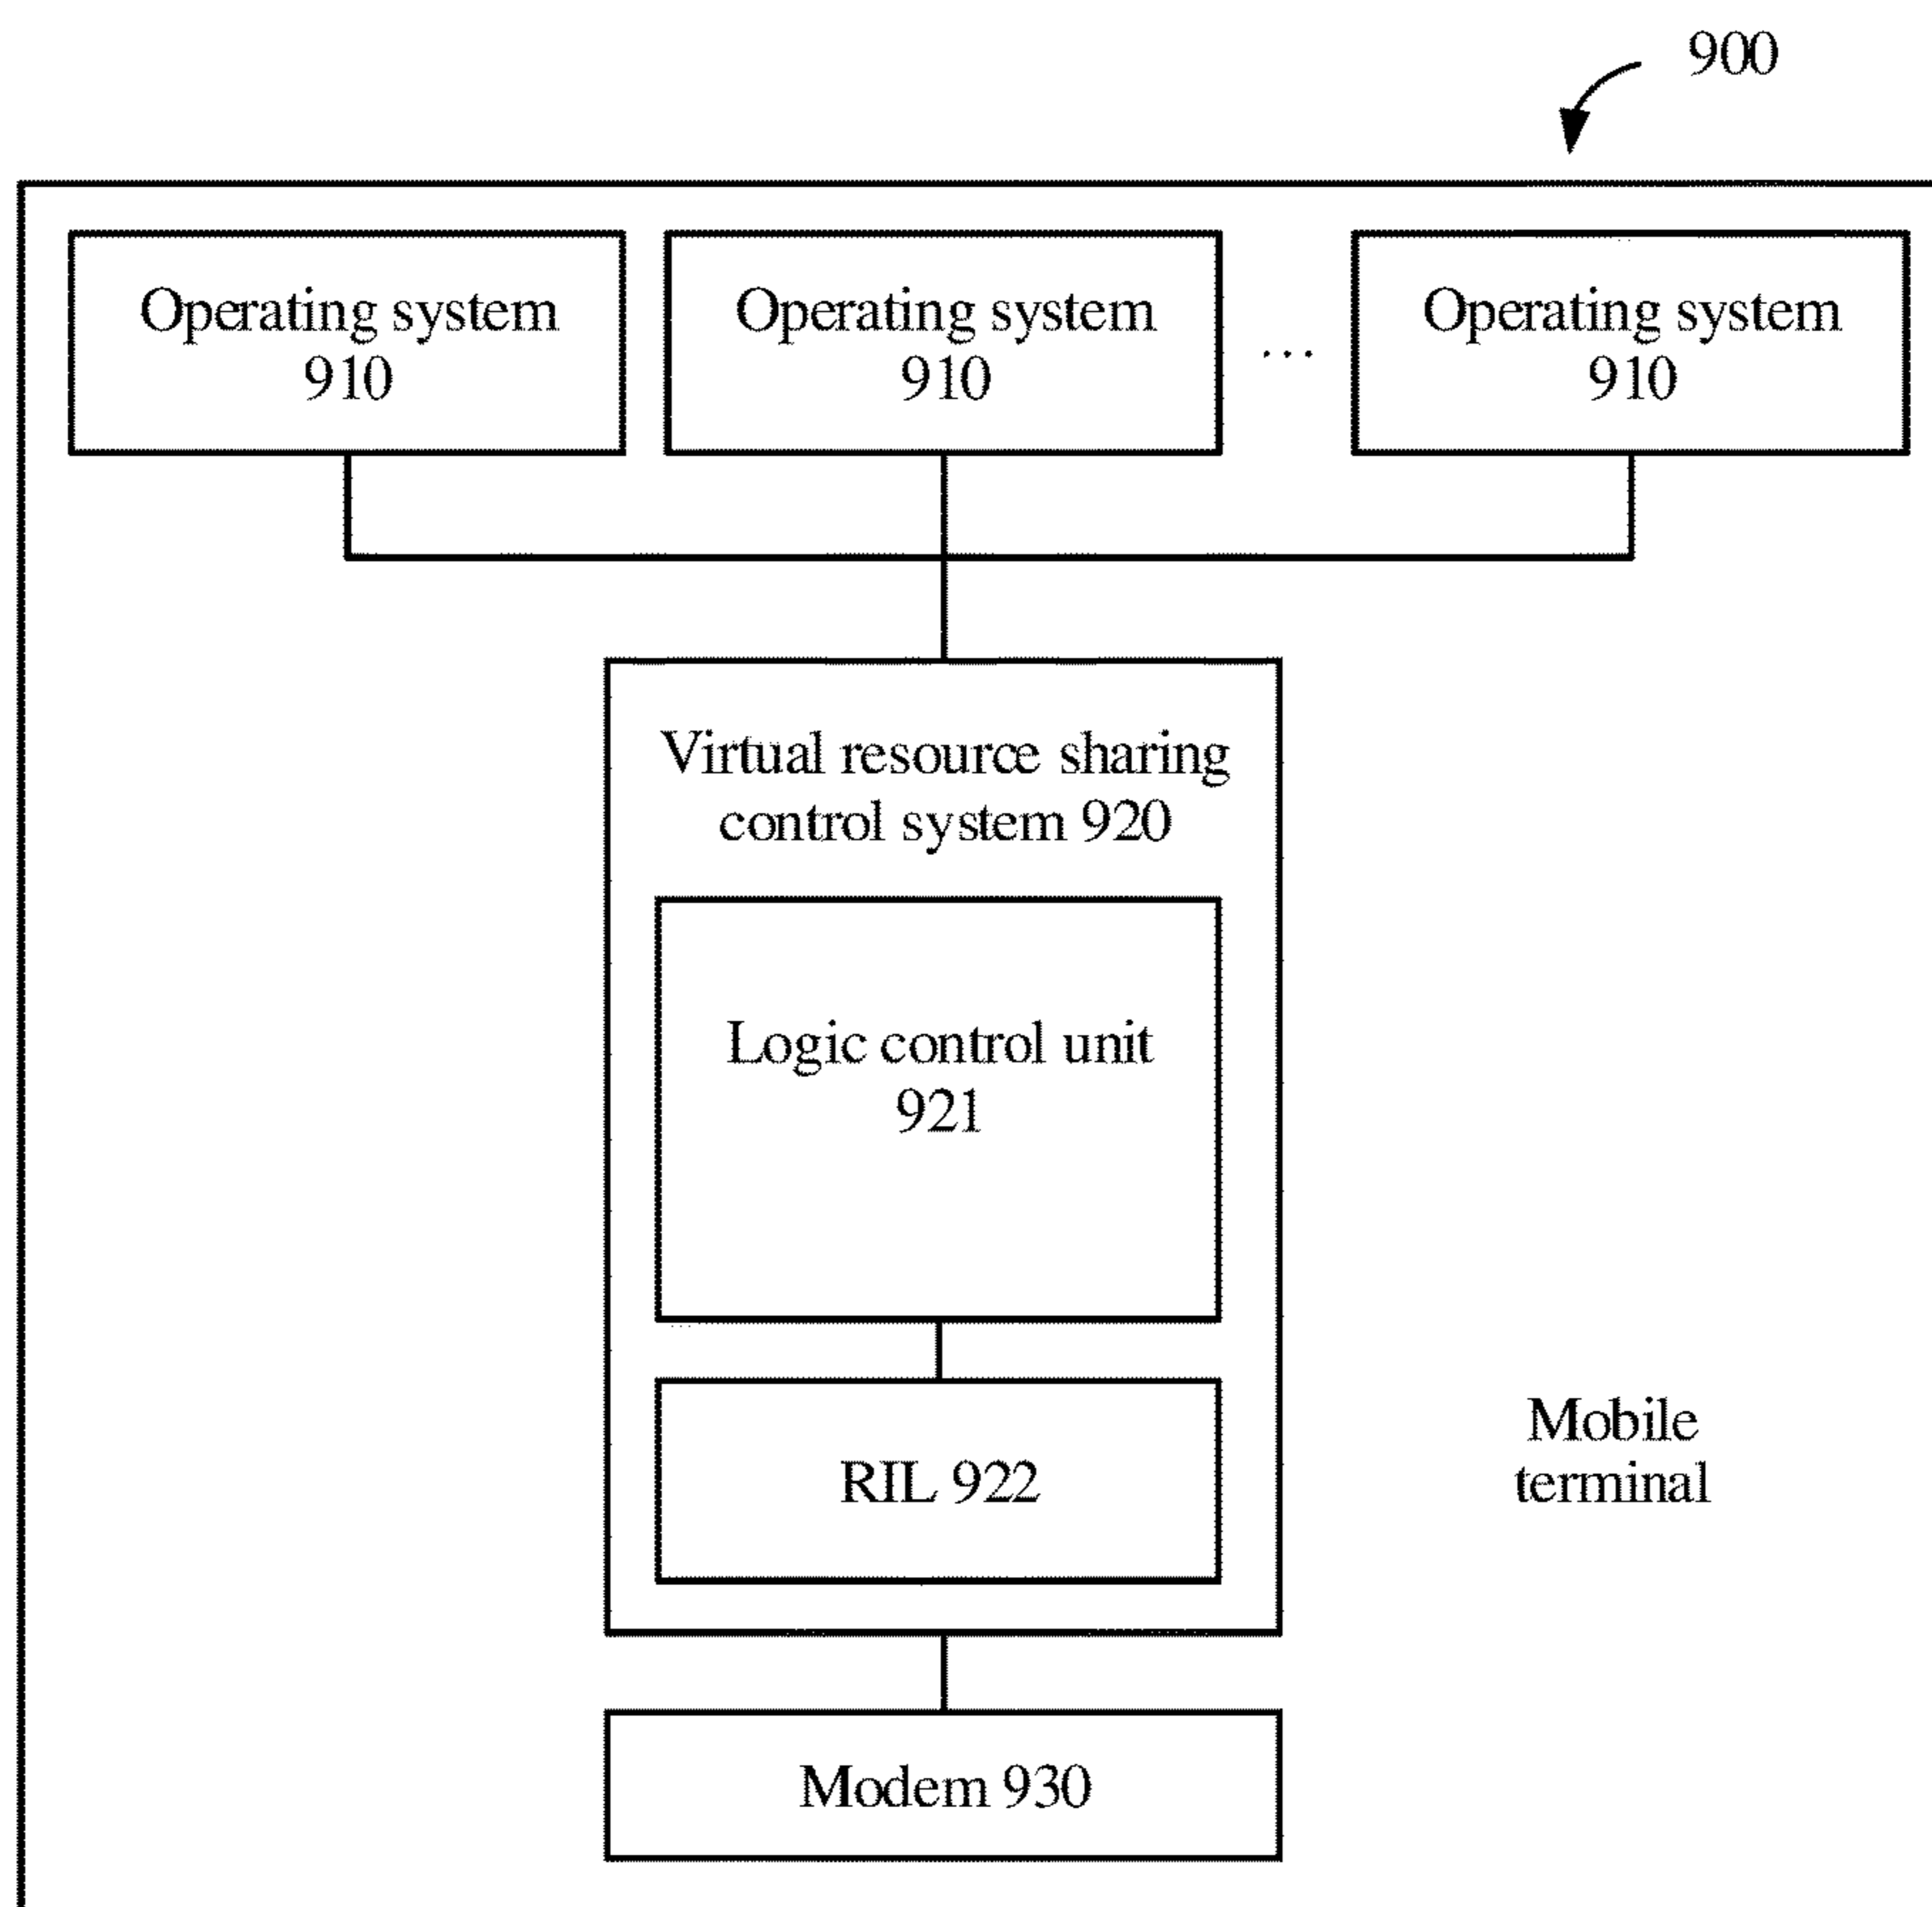 900
Operating system
910
Operating system
910
...
Operating system
910
Virtual resource sharing
control system 920
Logic control unit
921
RIL 922
Mobile
terminal
Modem 930